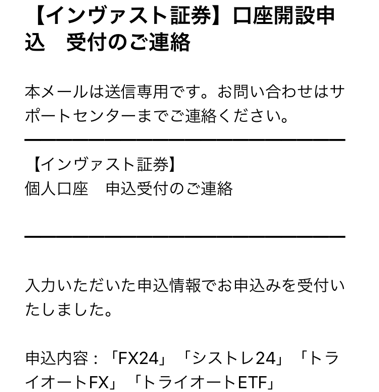 【インヴァスト証券】口座開設申
込　受付のご連絡
本メールは送信専用です。お問い合わせはサ
ポートセンターまでご連絡ください。
【インヴァスト証券】
個人口座　申込受付のご連絡
入力いただいた申込情報でお申込みを受付い
たしました。
申込内容：「FX24」「シストレ24」「トラ
イオートFX」「トライオートETF」